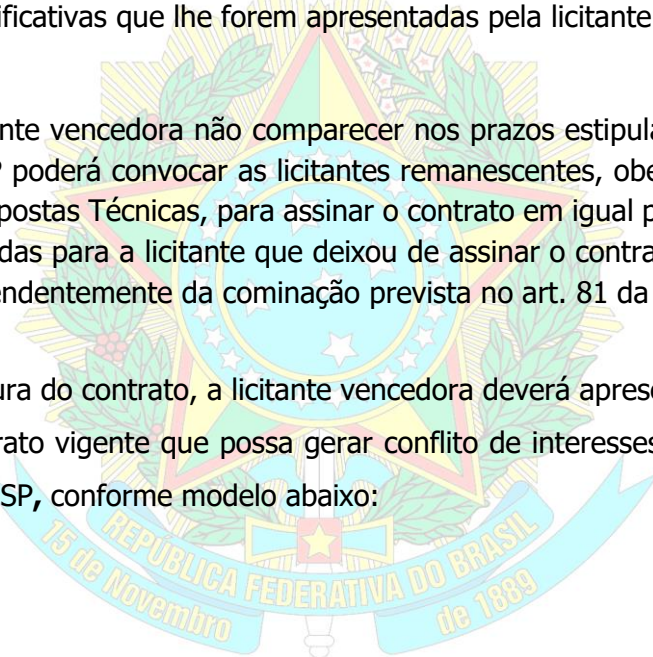 ificativas que lhe forem apresentadas pela licitante
nte vencedora não comparecer nos prazos estipula
poderá convocar as licitantes remanescentes, obe
postas Técnicas, para assinar o contrato em igual p
das para a licitante que deixou de assinar o contra
endentemente da cominação prevista no art. 81 da
ura do contrato, a licitante vencedora deverá aprese
rato vigente que possa gerar conflito de interesses
SP, conforme modelo abaixo:
REPÚBLICA FEDERATIVA DO BRASIL
15 de Novembro
de 1889